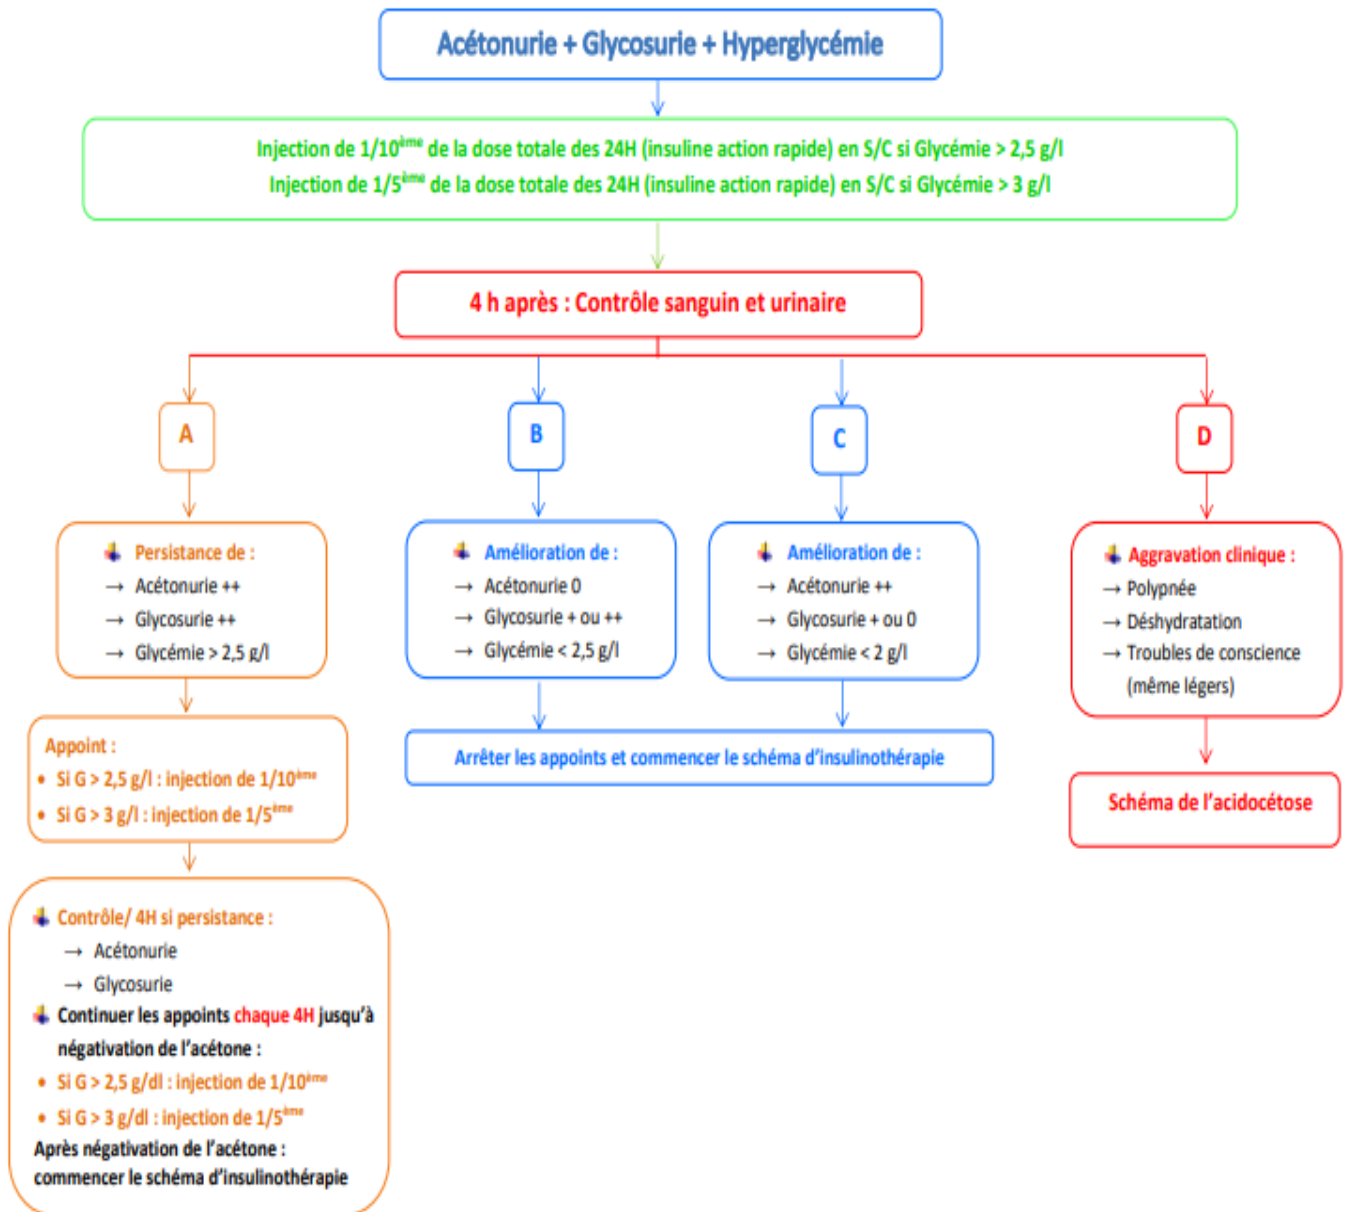 Acétonurie + Glycosurie + Hyperglycémie
Injection de 1/10ème de la dose totale des 24H (insuline action rapide) en S/C si Glycémie > 2,5 g/l
Injection de 1/5ème de la dose totale des 24H (insuline action rapide) en S/C si Glycémie > 3 g/l
4 h après : Contrôle sanguin et urinaire
A
Persistance de :
→ Acétonurie ++
→ Glycosurie ++
→ Glycémie > 2,5 g/l
Appoint :
• Si G > 2,5 g/l : injection de 1/10ème
• Si G > 3 g/l : injection de 1/5ème
Contrôle/ 4H si persistance :
→ Acétonurie
→ Glycosurie
Continuer les appoints chaque 4H jusqu'à
négativation de l'acétone :
• Si G > 2,5 g/dl : injection de 1/10ème
• Si G > 3 g/dl : injection de 1/5ème
Après négativation de l'acétone :
commencer le schéma d'insulinothérapie
B
Amélioration de :
→ Acétonurie 0
→ Glycosurie + ou ++
→ Glycémie < 2,5 g/l
C
Amélioration de :
→ Acétonurie ++
→ Glycosurie + ou 0
→ Glycémie < 2 g/l
Arrêter les appoints et commencer le schéma d'insulinothérapie
D
Aggravation clinique :
→ Polypnée
→ Déshydratation
→ Troubles de conscience
(même légers)
Schéma de l'acidocétose